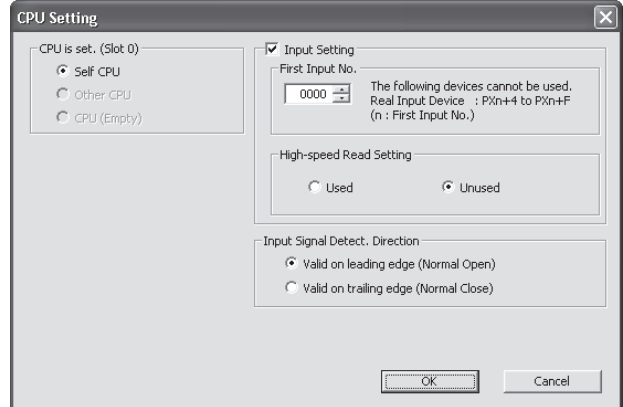 CPU Setting
CPU is set. (Slot 0)
Self CPU
Other CPU
CPU (Empty)
Input Setting
First Input No.
0000
The following devices cannot be used.
Real Input Device : PXn+4 to PXn+F
(n : First Input No.)
High-speed Read Setting
Used
Unused
Input Signal Detect. Direction
Valid on leading edge (Normal Open)
Valid on trailing edge (Normal Close)
OK
Cancel